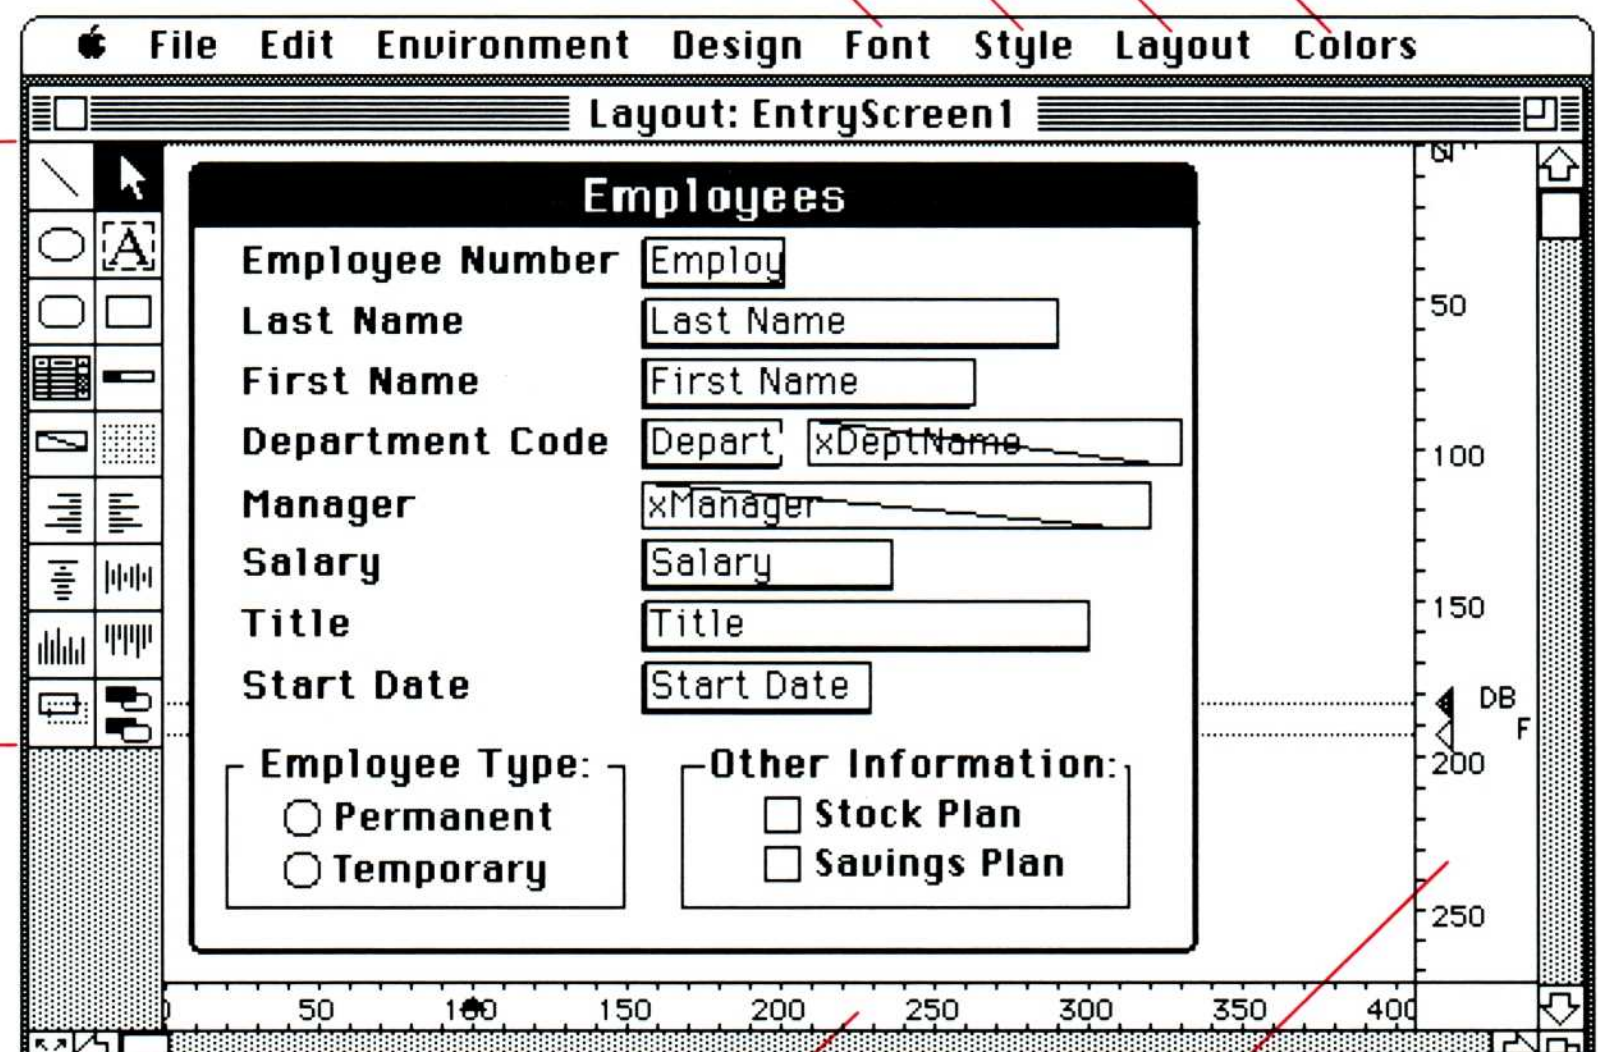 File Edit Environment Design Font Style Layout Colors
Layout: EntryScreen1
A
Employees
Employee Number Employ
Last Name Last Name
First Name First Name
Department Code Depart xDeptName
Manager xManager
Salary Salary
Title Title
Start Date Start Date
Employee Type: Other Information:
Permanent Stock Plan
Temporary Savings Plan
50
100
150
DB
F
200
250
50 100 150 200 250 300 350 400